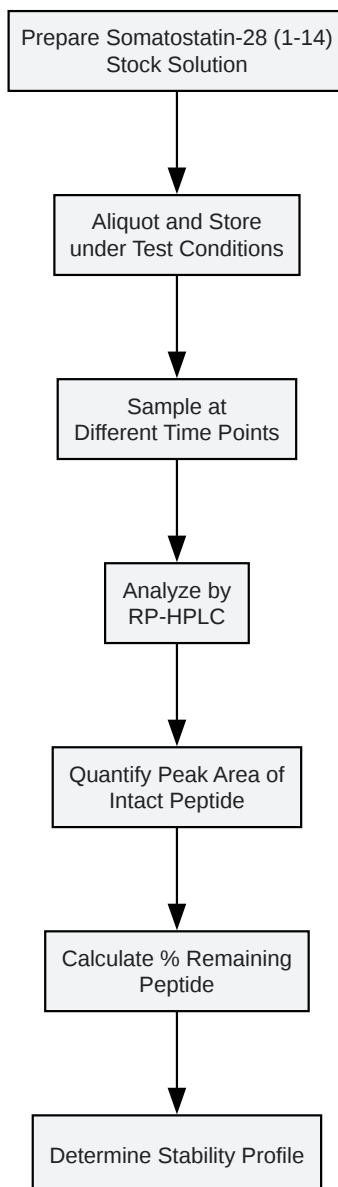 Prepare Somatostatin-28 (1-14)
Stock Solution
Aliquot and Store
under Test Conditions
Sample at
Different Time Points
Analyze by
RP-HPLC
Quantify Peak Area of
Intact Peptide
Calculate % Remaining
Peptide
Determine Stability Profile